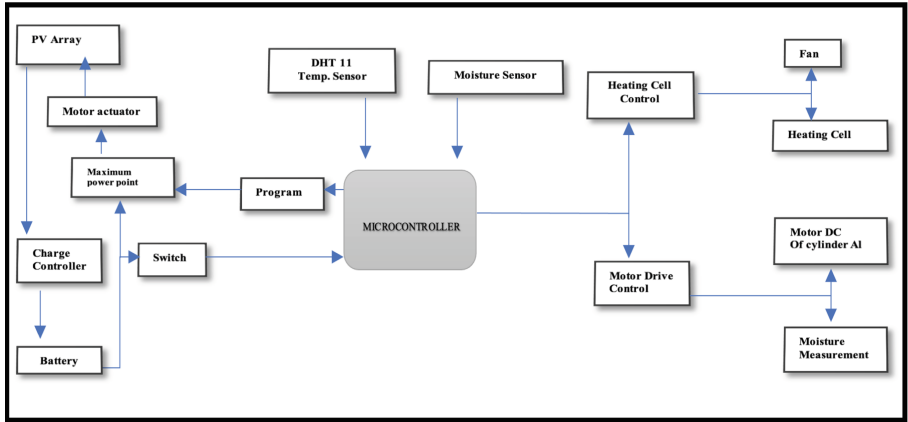 PV Array
DHT 11
Temp. Sensor
Moisture Sensor
Fan
Heating Cell
Control
Motor actuator
Heating Cell
Maximum
power point
Program
MICROCONTROLLER
Motor DC
Of cylinder Al
Charge
Controller
Switch
Motor Drive
Control
Battery
Moisture
Measurement